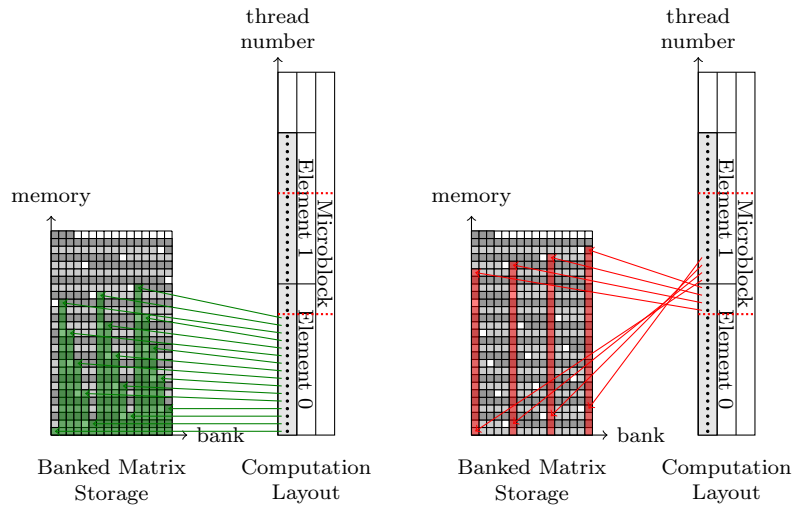 thread
number
memory
Element 1
Microblock
Element 0
bank
Banked Matrix
Storage
Computation
Layout
thread
number
memory
Element 1
Microblock
Element 0
bank
Banked Matrix
Storage
Computation
Layout